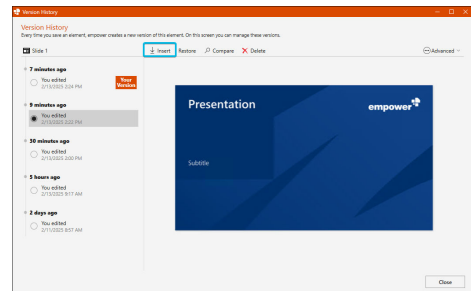 Version History
Version History
Every time you save an element, empower creates a new version of this element. On this screen you can manage these versions.
Slide 1
Insert Restore Compare Delete
Advanced
7 minutes ago
You edited
2/13/2025 2:24 PM
Your
Version
9 minutes ago
You edited
2/13/2025 2:22 PM
30 minutes ago
You edited
2/13/2025 2:00 PM
5 hours ago
You edited
2/13/2025 9:17 AM
2 days ago
You edited
2/11/2025 8:57 AM
Presentation
empower
Subtitle
Close